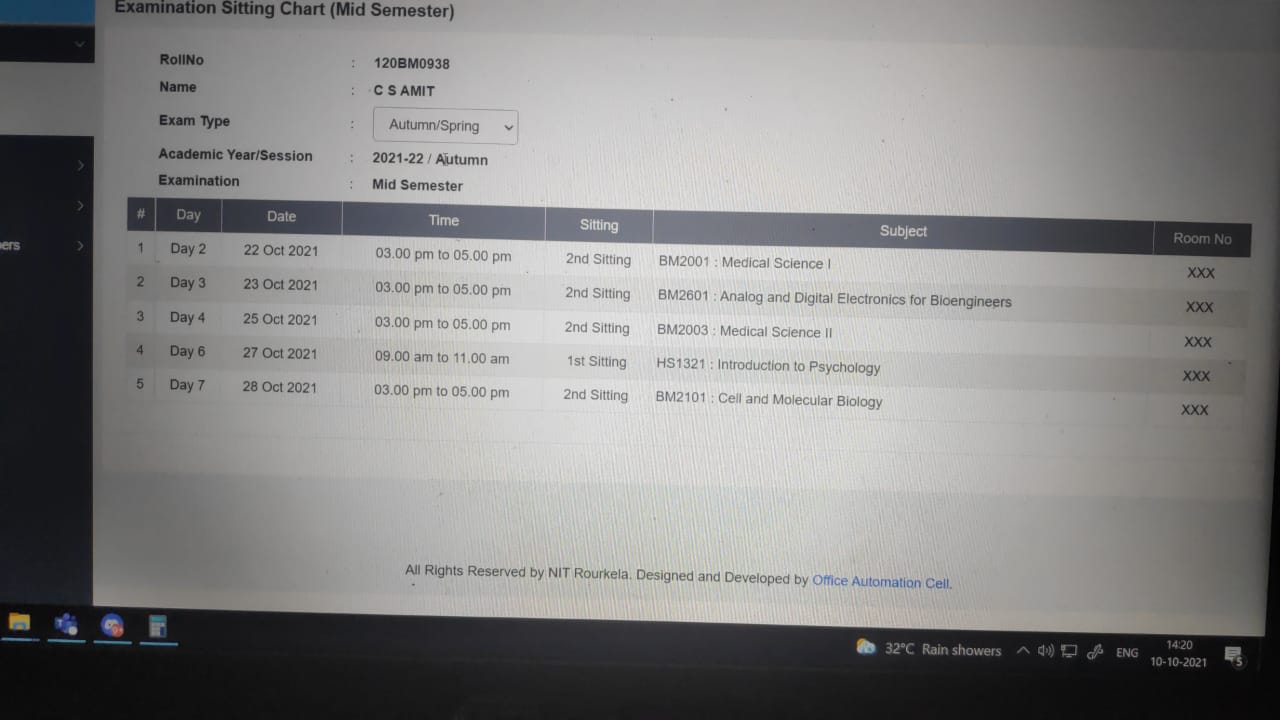 Examination Sitting Chart (Mid Semester)
RollNo : 120BM0938
Name : C S AMIT
Exam Type : Autumn/Spring
Academic Year/Session : 2021-22 / Autumn
Examination : Mid Semester
# Day Date Time Sitting Subject Room No
1 Day 2 22 Oct 2021 03.00 pm to 05.00 pm 2nd Sitting BM2001 : Medical Science I XXX
2 Day 3 23 Oct 2021 03.00 pm to 05.00 pm 2nd Sitting BM2601 : Analog and Digital Electronics for Bioengineers XXX
3 Day 4 25 Oct 2021 03.00 pm to 05.00 pm 2nd Sitting BM2003 : Medical Science II XXX
4 Day 6 27 Oct 2021 09.00 am to 11.00 am 1st Sitting HS1321 : Introduction to Psychology XXX
5 Day 7 28 Oct 2021 03.00 pm to 05.00 pm 2nd Sitting BM2101 : Cell and Molecular Biology XXX
ers
All Rights Reserved by NIT Rourkela. Designed and Developed by Office Automation Cell.
32°C Rain showers ENG 14:20
10-10-2021
5